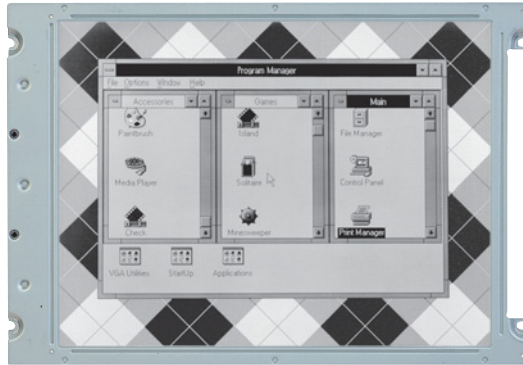 Program Manager
File Options Window Help
Accessories
Games
Main
Paintbrush
Island
File Manager
Media Player
Solitaire
Control Panel
Check
Minesweeper
Print Manager
VGA Utilities
StartUp
Applications